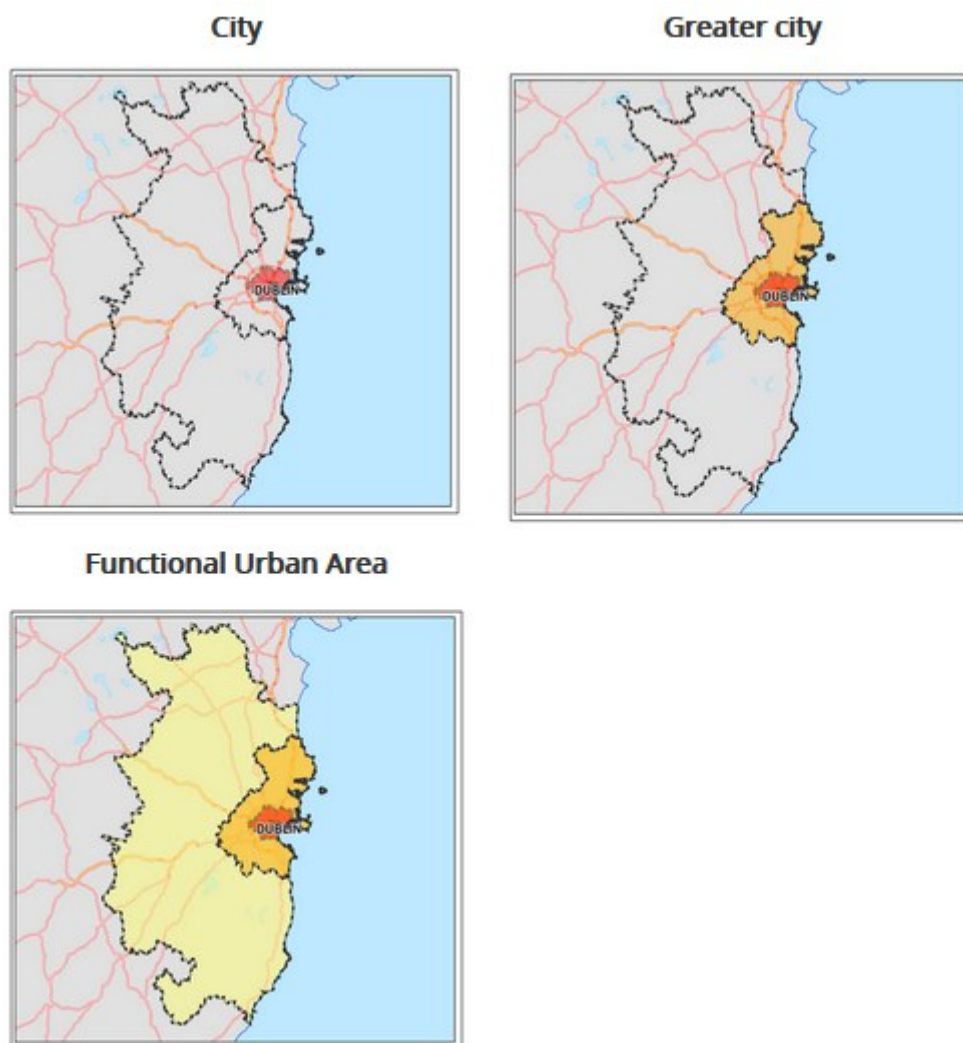 City
Greater city
DUBLIN
DUBLIN
Functional Urban Area
DUBLIN